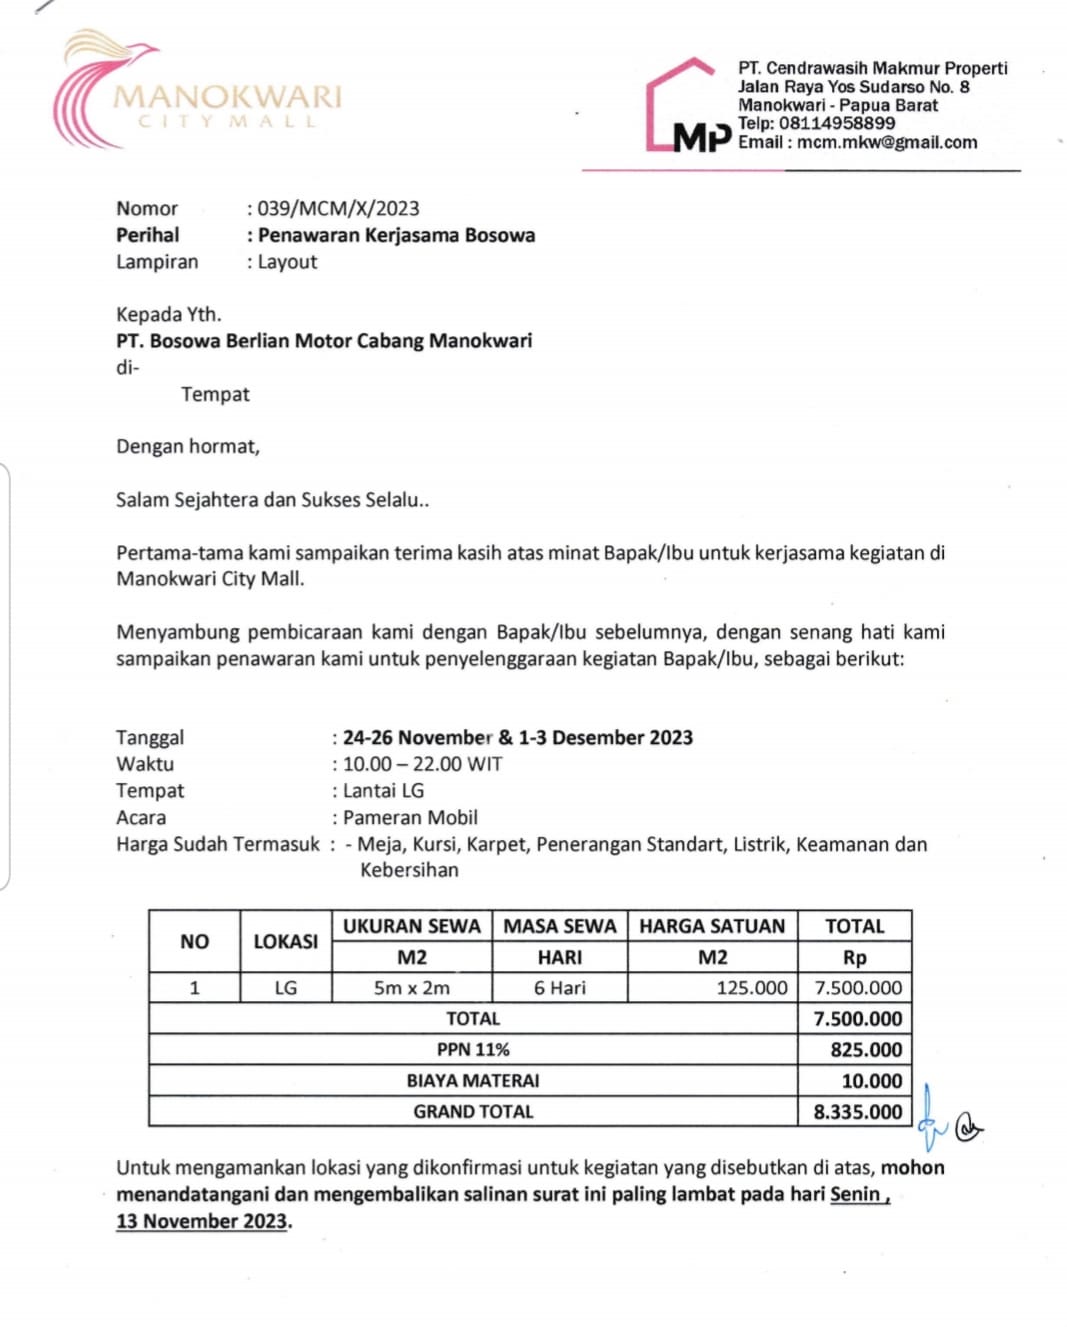 MANOKWARI
CITY MALL
MP
PT. Cendrawasih Makmur Properti
Jalan Raya Yos Sudarso No. 8
Manokwari - Papua Barat
Telp: 08114958899
Email : mcm.mkw@gmail.com
Nomor : 039/MCM/X/2023
Perihal : Penawaran Kerjasama Bosowa
Lampiran : Layout
Kepada Yth.
PT. Bosowa Berlian Motor Cabang Manokwari
di-
Tempat
Dengan hormat,
Salam Sejahtera dan Sukses Selalu..
Pertama-tama kami sampaikan terima kasih atas minat Bapak/Ibu untuk kerjasama kegiatan di
Manokwari City Mall.
Menyambung pembicaraan kami dengan Bapak/Ibu sebelumnya, dengan senang hati kami
sampaikan penawaran kami untuk penyelenggaraan kegiatan Bapak/Ibu, sebagai berikut:
Tanggal : 24-26 November & 1-3 Desember 2023
Waktu : 10.00 – 22.00 WIT
Tempat : Lantai LG
Acara : Pameran Mobil
Harga Sudah Termasuk : - Meja, Kursi, Karpet, Penerangan Standart, Listrik, Keamanan dan
Kebersihan
NO LOKASI UKURAN SEWA MASA SEWA HARGA SATUAN TOTAL
M2 HARI M2 Rp
1 LG 5m x 2m 6 Hari 125.000 7.500.000
TOTAL 7.500.000
PPN 11% 825.000
BIAYA MATERAI 10.000
GRAND TOTAL 8.335.000
Untuk mengamankan lokasi yang dikonfirmasi untuk kegiatan yang disebutkan di atas, mohon
menandatangani dan mengembalikan salinan surat ini paling lambat pada hari Senin ,
13 November 2023.